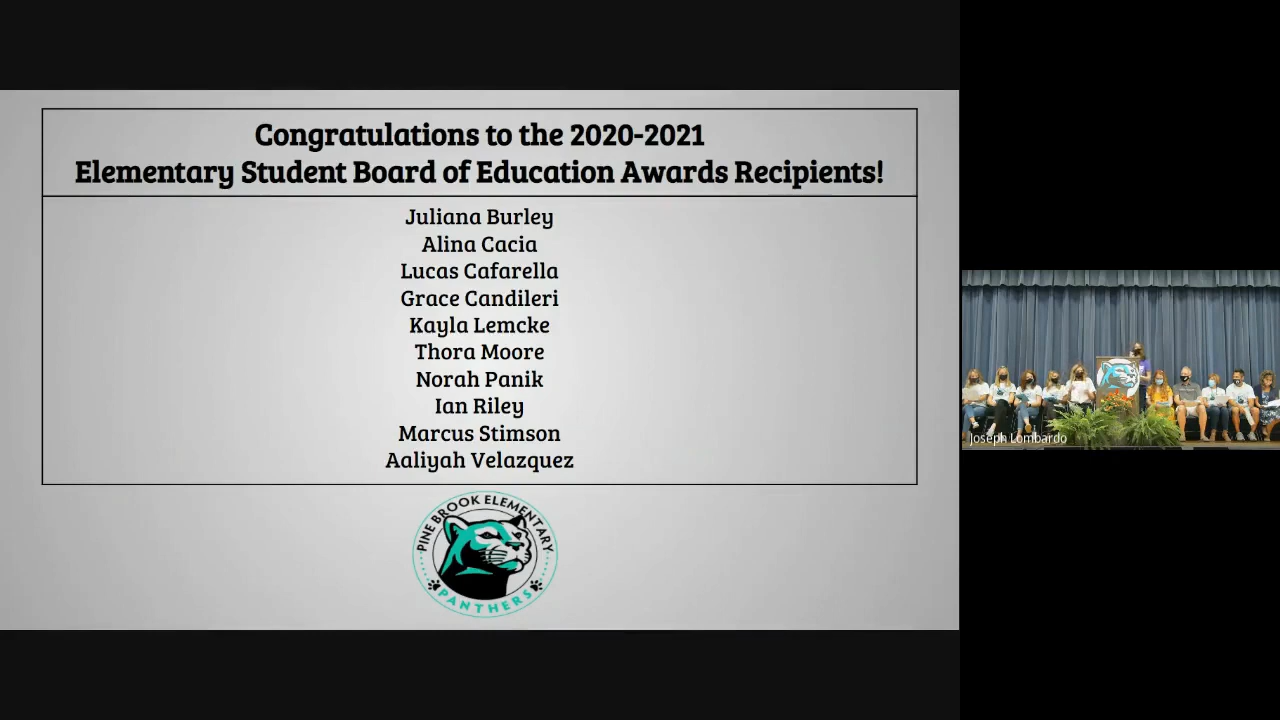 Congratulations to the 2020-2021
Elementary Student Board of Education Awards Recipients!
Juliana Burley
Alina Cacia
Lucas Cafarella
Grace Candileri
Kayla Lemcke
Thora Moore
Norah Panik
Ian Riley
Marcus Stimson
Aaliyah Velazquez
PINE BROOK ELEMENTARY
PANTHERS
Joseph Lombardo